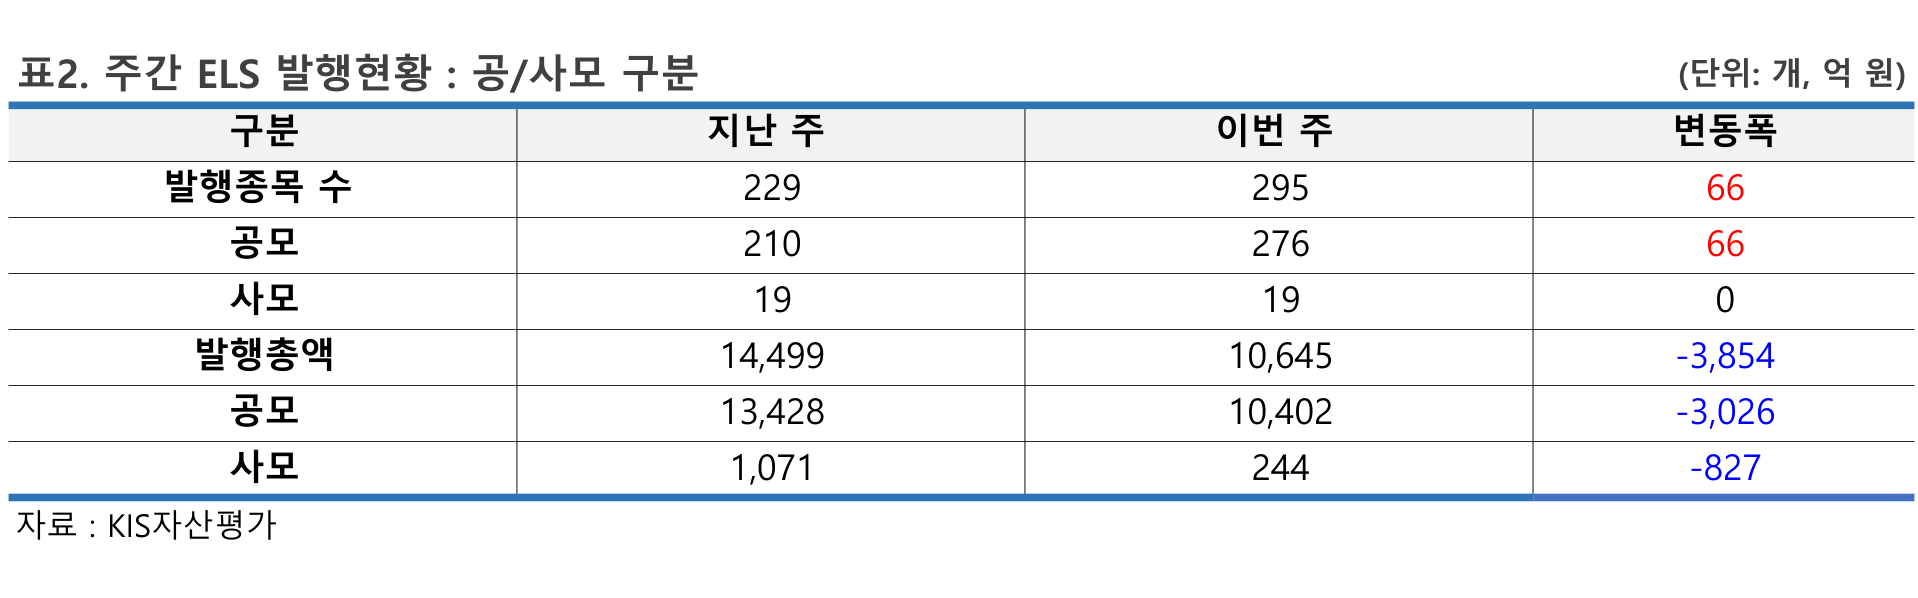 표2. 주간 ELS 발행현황 : 공/사모 구분 (단위: 개, 억 원)
구분 지난 주 이번 주 변동폭
발행종목 수 229 295 66
공모 210 276 66
사모 19 19 0
발행총액 14,499 10,645 -3,854
공모 13,428 10,402 -3,026
사모 1,071 244 -827
자료 : KIS자산평가